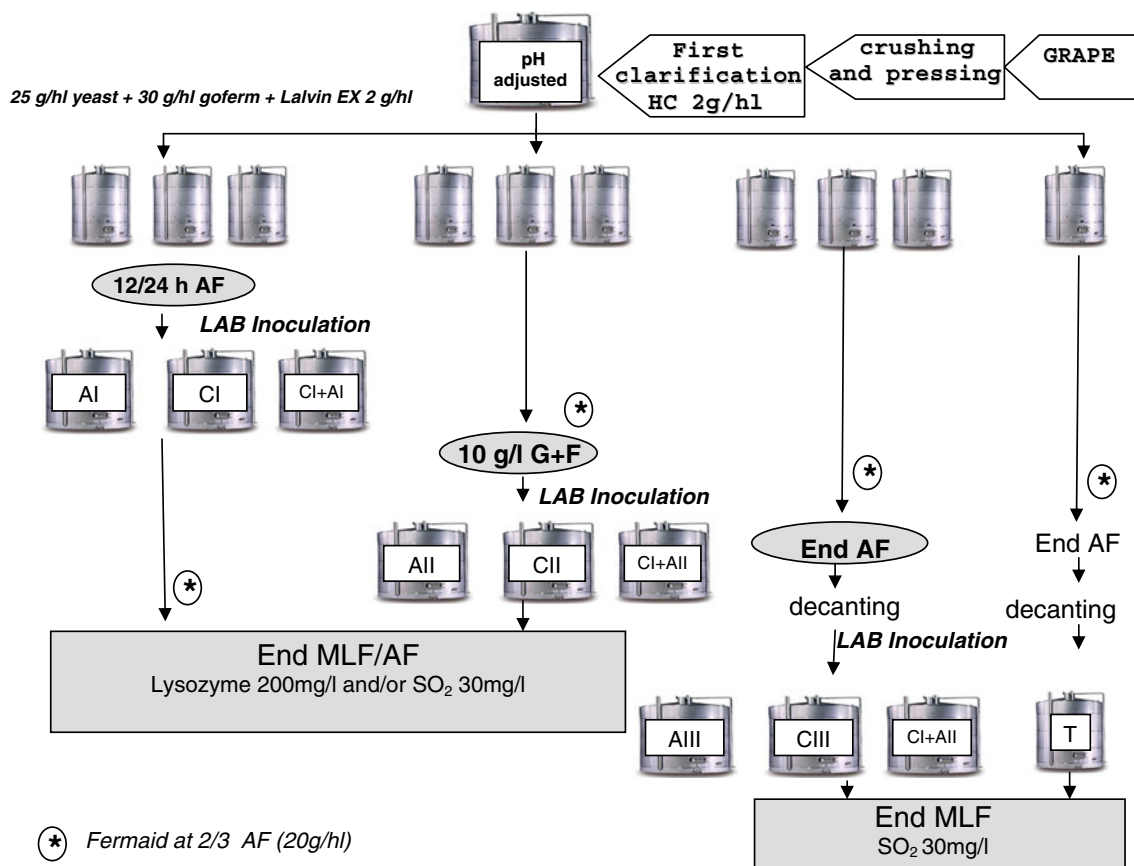 GRAPE
crushing
and pressing
First
clarification
HC 2g/hl
pH
adjusted
25 g/hl yeast + 30 g/hl goferm + Lalvin EX 2 g/hl
12/24 h AF
LAB Inoculation
AI
CI
CI+AI
*
10 g/l G+F
LAB Inoculation
AII
CII
CI+AII
*
End MLF/AF
Lysozyme 200mg/l and/or SO₂ 30mg/l
*
End AF
decanting
LAB Inoculation
AIII
CIII
CI+AII
*
End AF
decanting
T
End MLF
SO₂ 30mg/l
* Fermaid at 2/3 AF (20g/hl)